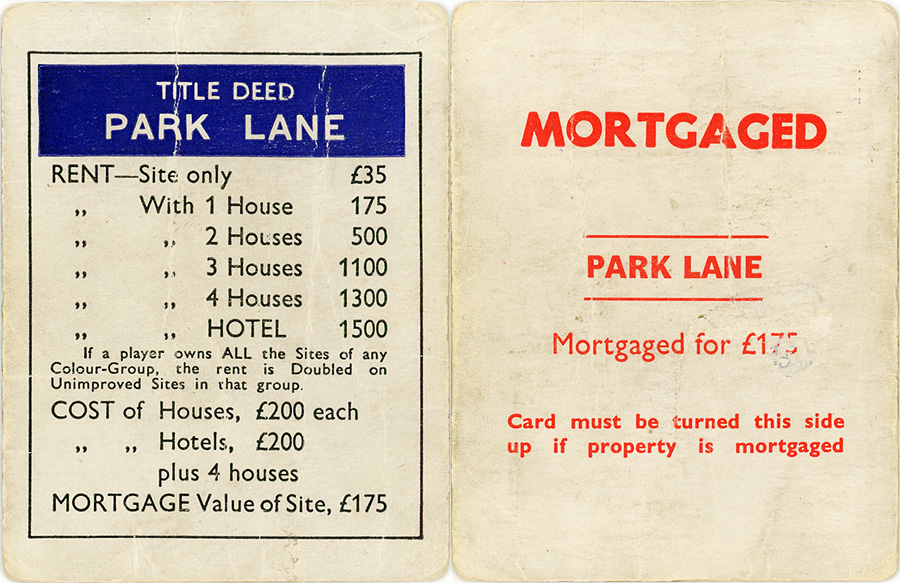 TITLE DEED
PARK LANE
RENT—Site only £35
„ With 1 House 175
„ „ 2 Houses 500
„ „ 3 Houses 1100
„ „ 4 Houses 1300
„ „ HOTEL 1500
If a player owns ALL the Sites of any
Colour-Group, the rent is Doubled on
Unimproved Sites in that group.
COST of Houses, £200 each
„ „ Hotels, £200
plus 4 houses
MORTGAGE Value of Site, £175
MORTGAGED
PARK LANE
Mortgaged for £175
Card must be turned this side
up if property is mortgaged